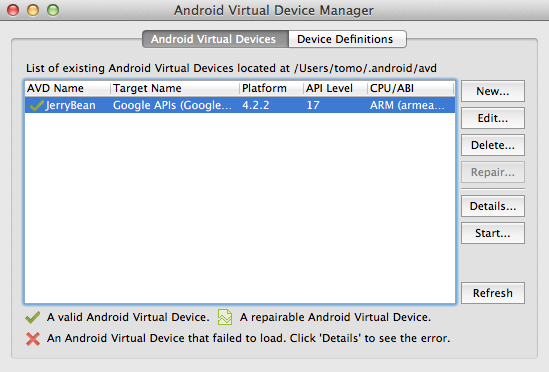 Android Virtual Device Manager
Android Virtual Devices Device Definitions
List of existing Android Virtual Devices located at /Users/tomo/.android/avd
AVD Name Target Name Platform API Level CPU/ABI
JerryBean Google APIs (Google... 4.2.2 17 ARM (armea...
New...
Edit...
Delete...
Repair...
Details...
Start...
Refresh
A valid Android Virtual Device. A repairable Android Virtual Device.
An Android Virtual Device that failed to load. Click 'Details' to see the error.